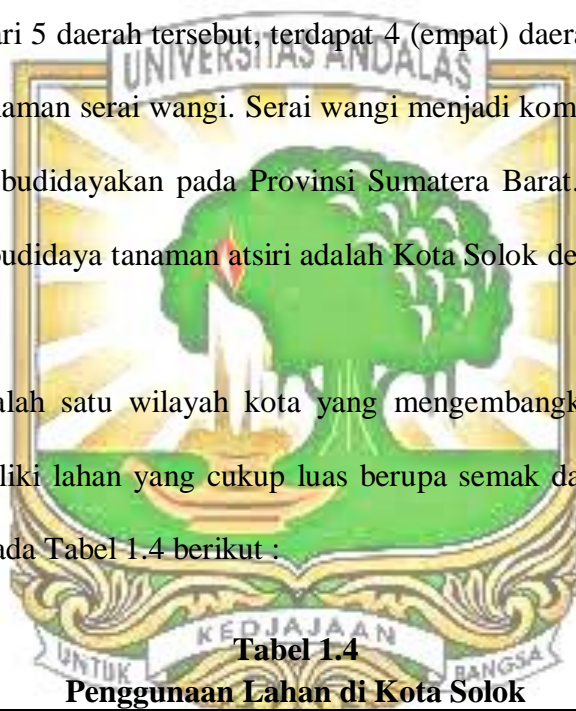 ri 5 daerah tersebut, terdapat 4 (empat) daera
UNIVERSITAS ANDALAS
aman serai wangi. Serai wangi menjadi kom
budidayakan pada Provinsi Sumatera Barat.
budidaya tanaman atsiri adalah Kota Solok de
alah satu wilayah kota yang mengembangk
liki lahan yang cukup luas berupa semak da
ada Tabel 1.4 berikut :
UNTUK KEDJAJAAN BANGSA
Tabel 1.4
Penggunaan Lahan di Kota Solok